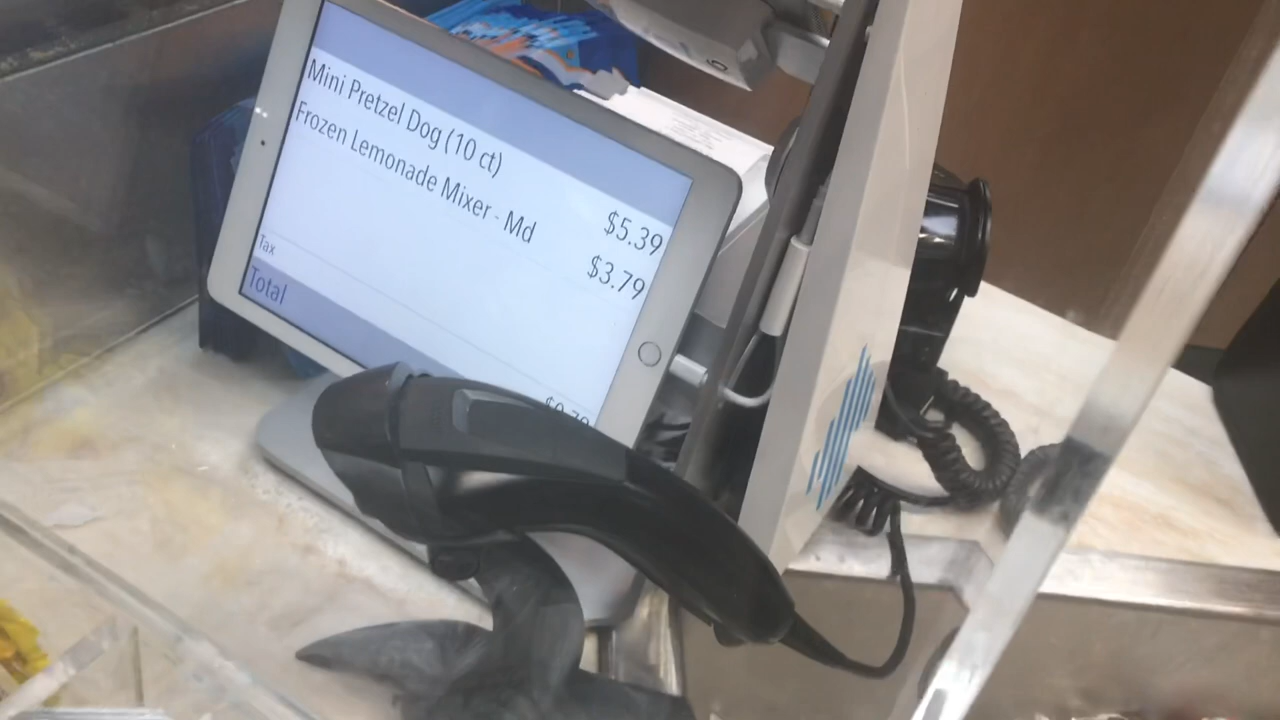 Mini Pretzel Dog (10 ct) $5.39
Frozen Lemonade Mixer - Md $3.79
Tax
Total